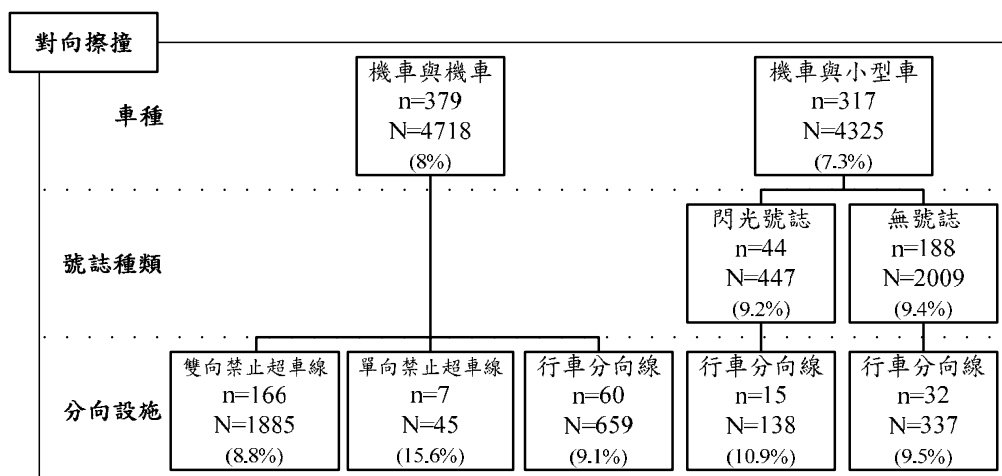 對向擦撞
車種
機車與機車
n=379
N=4718
(8%)
機車與小型車
n=317
N=4325
(7.3%)
號誌種類
閃光號誌
n=44
N=447
(9.2%)
無號誌
n=188
N=2009
(9.4%)
分向設施
雙向禁止超車線
n=166
N=1885
(8.8%)
單向禁止超車線
n=7
N=45
(15.6%)
行車分向線
n=60
N=659
(9.1%)
行車分向線
n=15
N=138
(10.9%)
行車分向線
n=32
N=337
(9.5%)